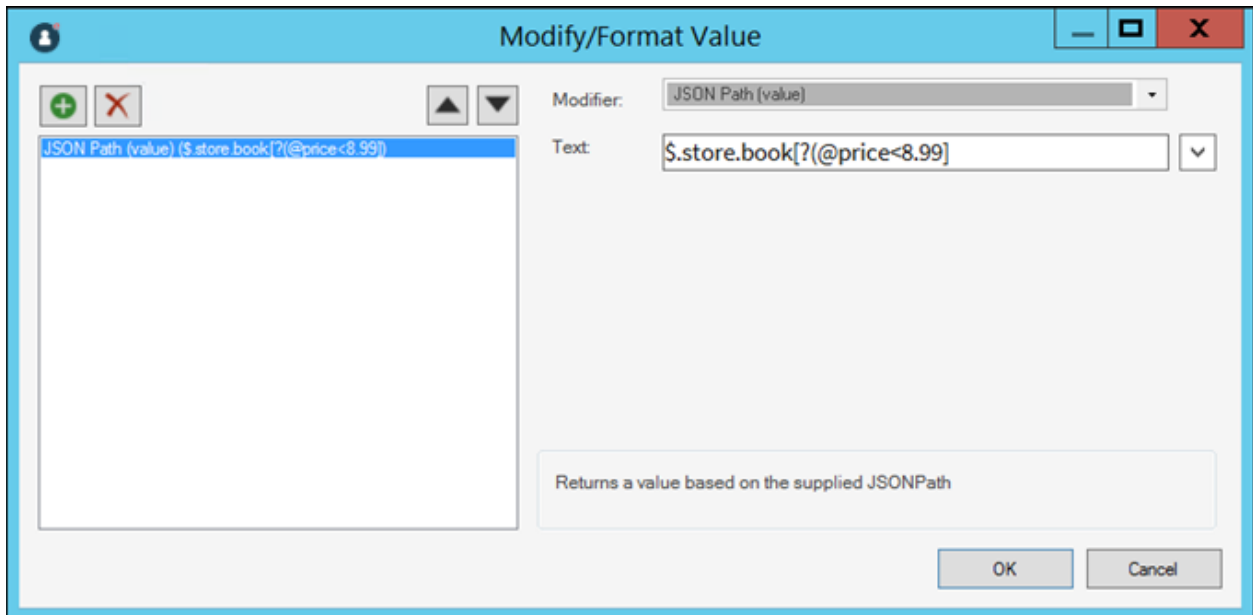 Modify/Format Value
Modifier:
JSON Path (value)
JSON Path (value) ($.store.book[?(@price<8.99])
Text:
$.store.book[?(@price<8.99]
Returns a value based on the supplied JSONPath
OK
Cancel